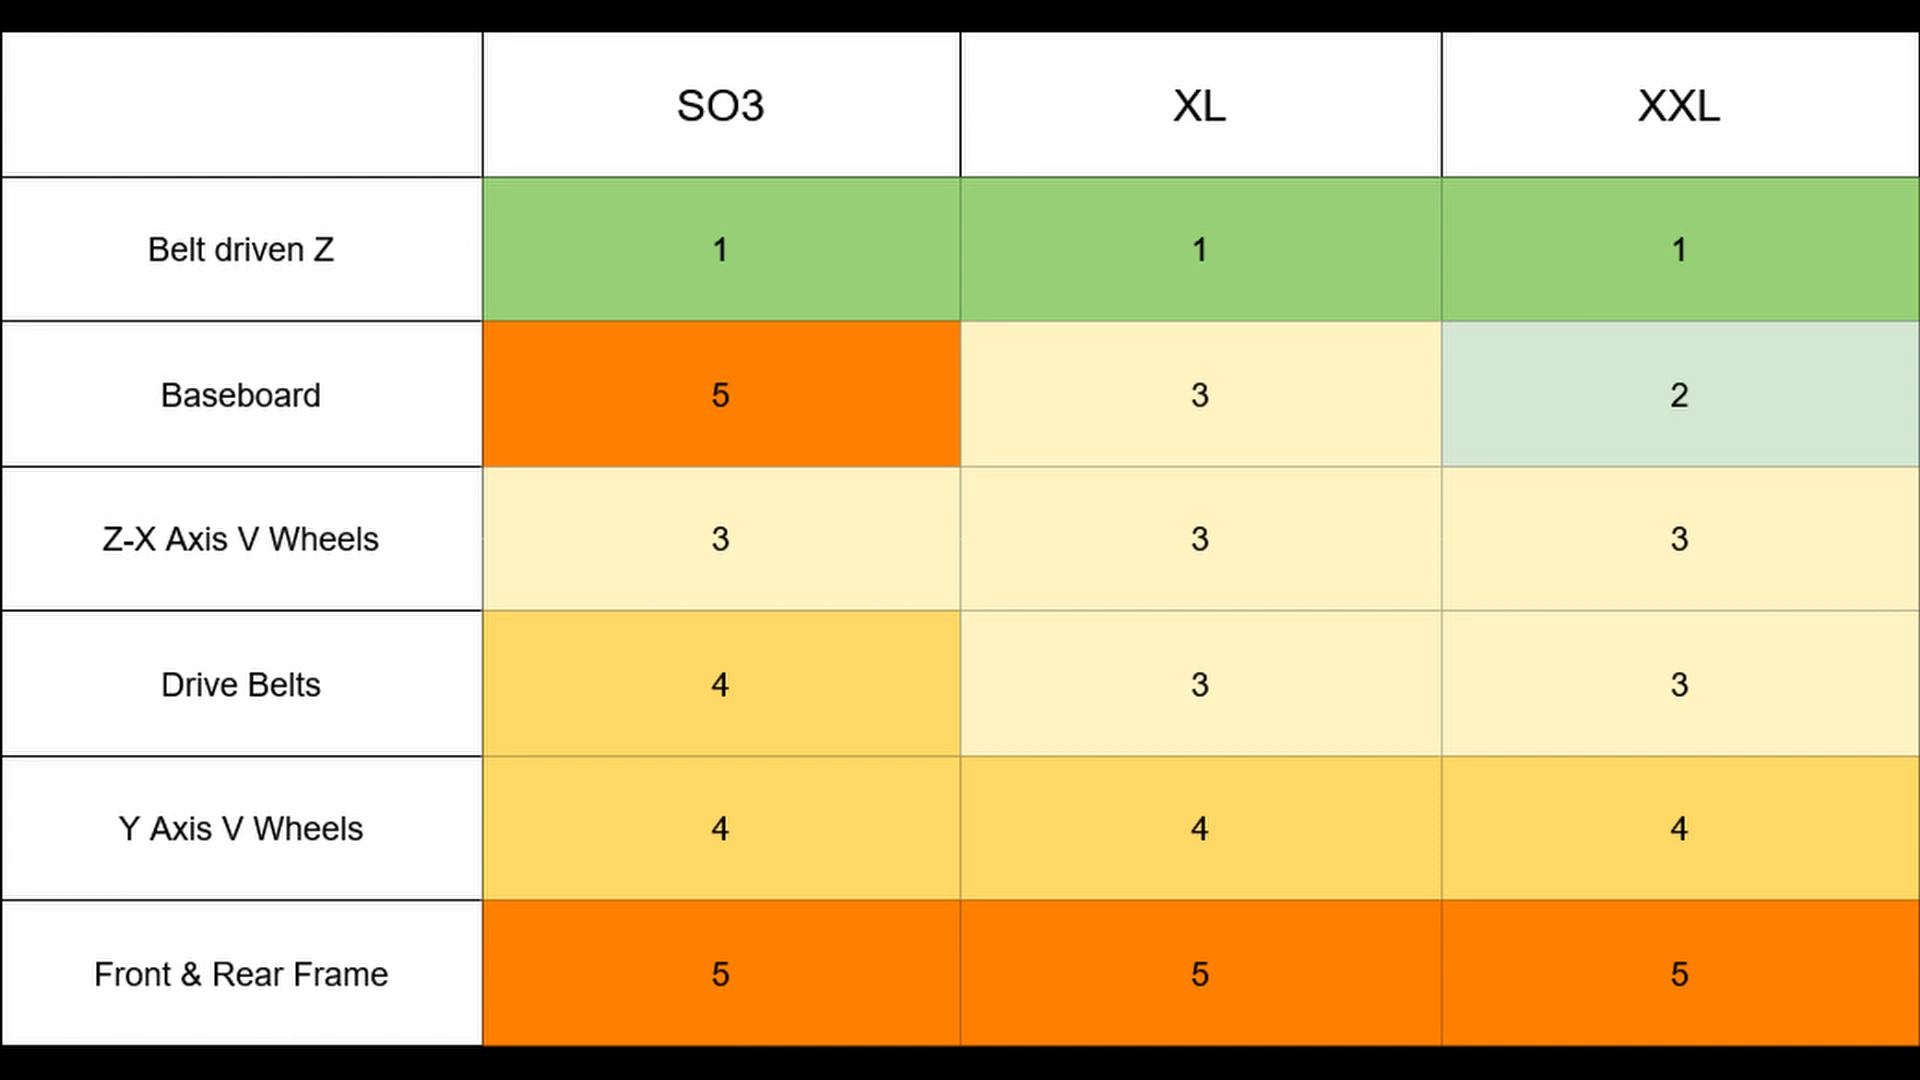 SO3 XL XXL
Belt driven Z 1 1 1
Baseboard 5 3 2
Z-X Axis V Wheels 3 3 3
Drive Belts 4 3 3
Y Axis V Wheels 4 4 4
Front & Rear Frame 5 5 5